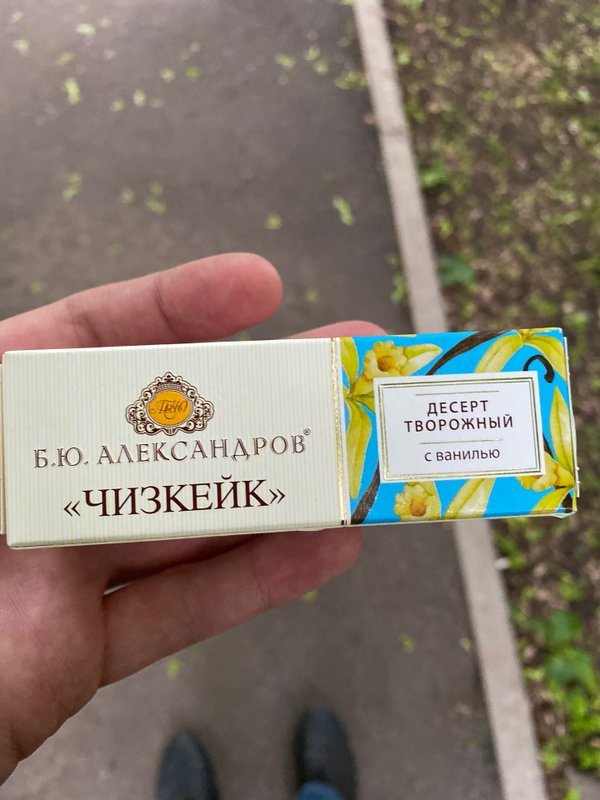 Б.Ю. АЛЕКСАНДРОВ®
«ЧИЗКЕЙК»
ДЕСЕРТ
ТВОРОЖНЫЙ
с ванилью